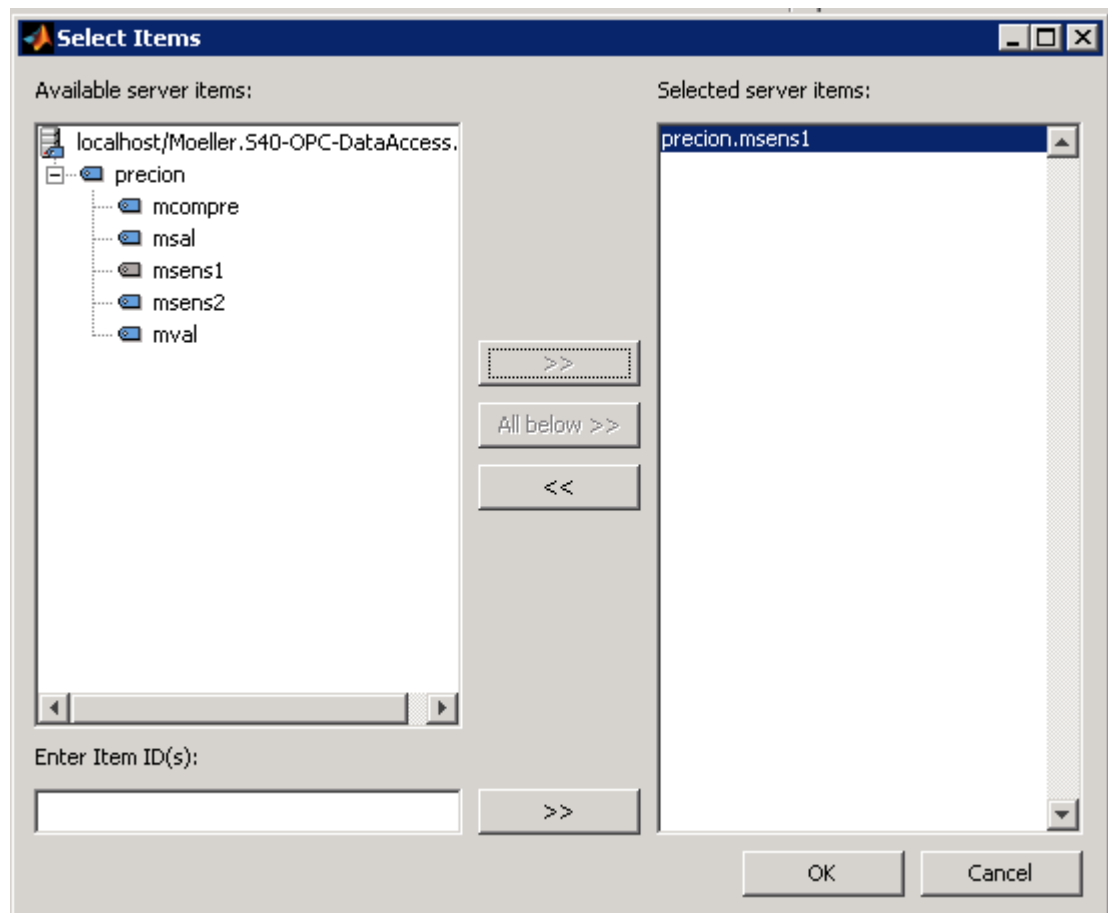 Select Items
Available server items:
Selected server items:
localhost/Moeller.S40-OPC-DataAccess.
precion
mcompre
msal
msens1
msens2
mval
precion.msens1
>>
All below >>
<<
Enter Item ID(s):
>>
OK
Cancel